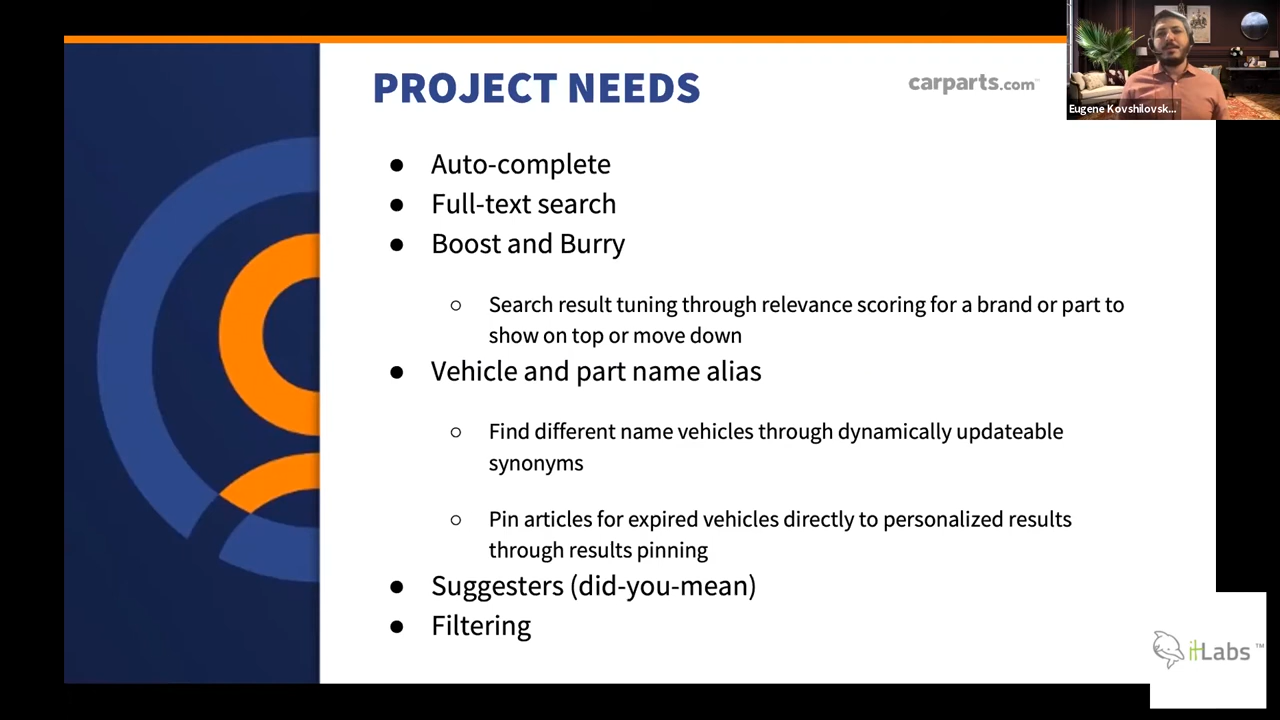 PROJECT NEEDS
carparts.com
Eugene Kovshilovsk...
● Auto-complete
● Full-text search
● Boost and Burry
○ Search result tuning through relevance scoring for a brand or part to
show on top or move down
● Vehicle and part name alias
○ Find different name vehicles through dynamically updateable
synonyms
○ Pin articles for expired vehicles directly to personalized results
through results pinning
● Suggesters (did-you-mean)
● Filtering
itLabs™